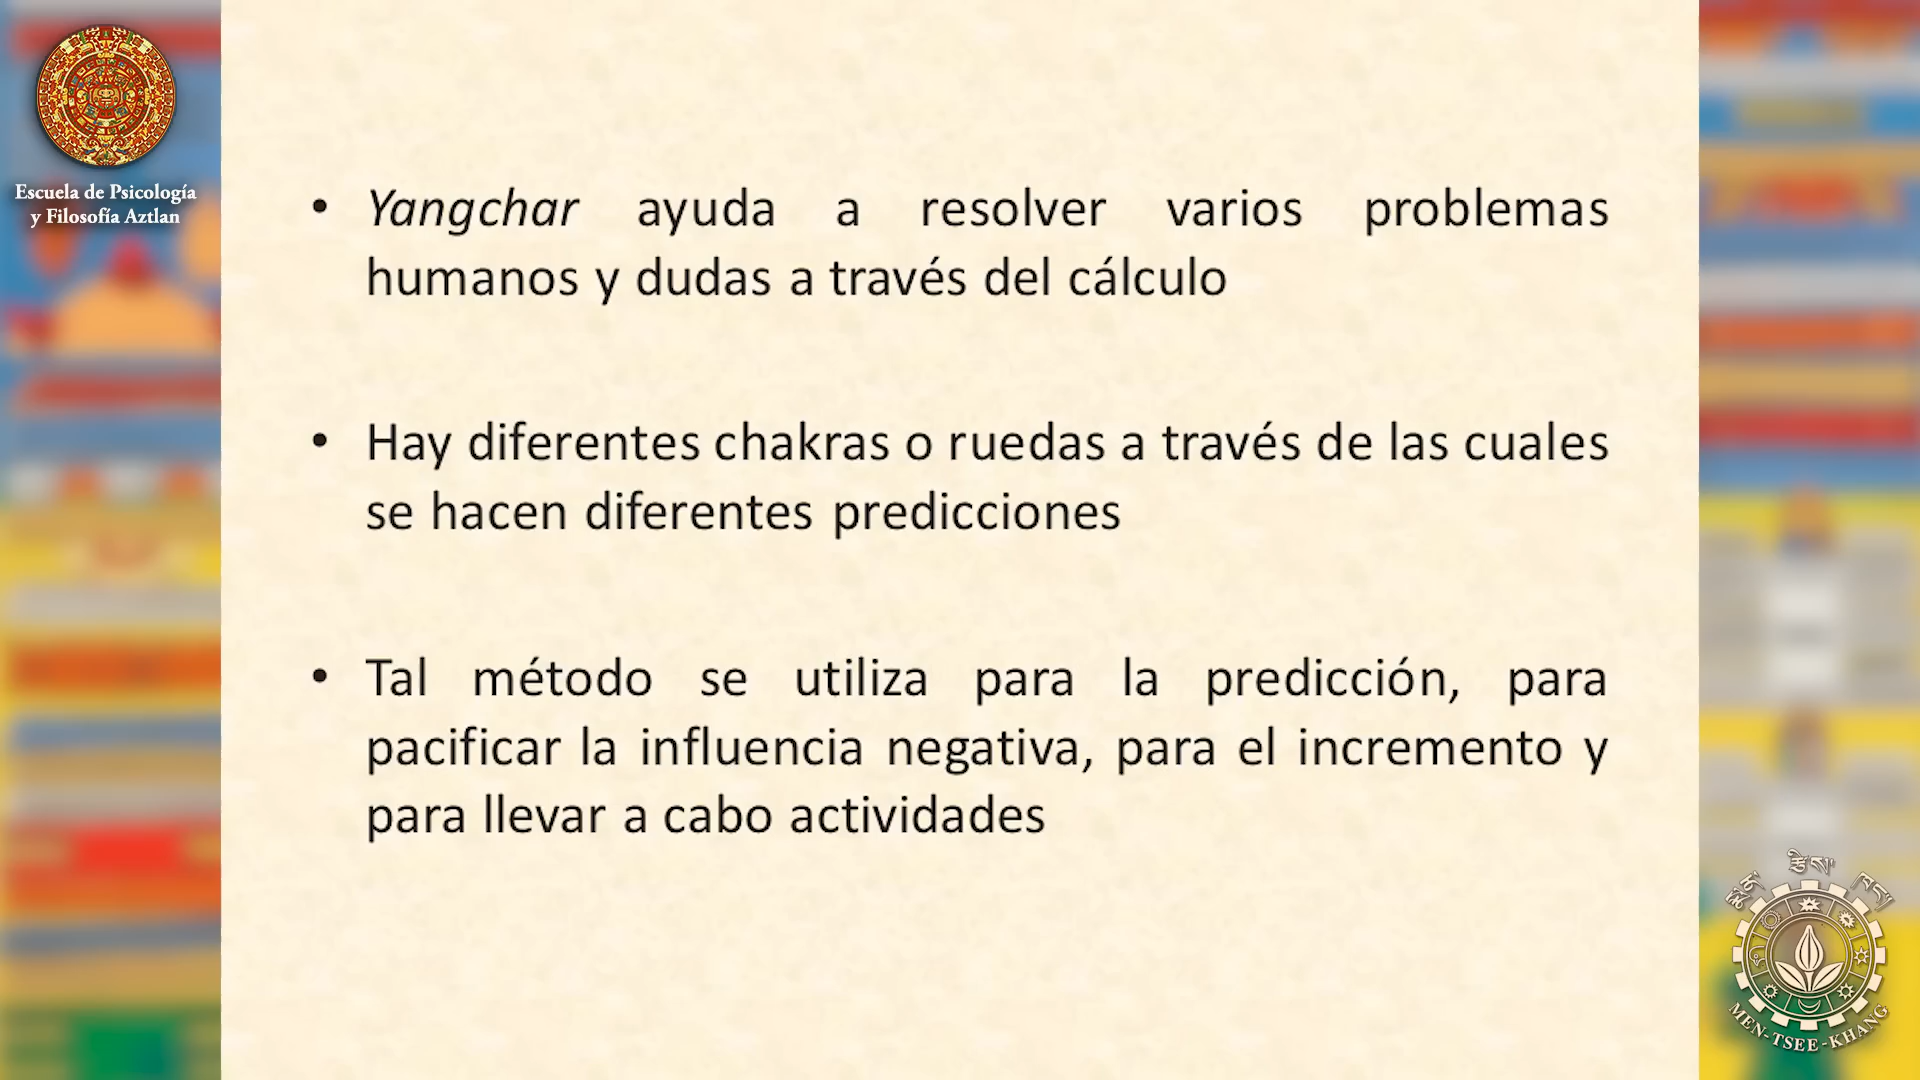 Escuela de Psicología
y Filosofía Aztlan
• Yangchar ayuda a resolver varios problemas
humanos y dudas a través del cálculo
• Hay diferentes chakras o ruedas a través de las cuales
se hacen diferentes predicciones
• Tal método se utiliza para la predicción, para
pacificar la influencia negativa, para el incremento y
para llevar a cabo actividades
སྨན་ རྩིས་ ཁང་
MEN-TSEE-KHANG